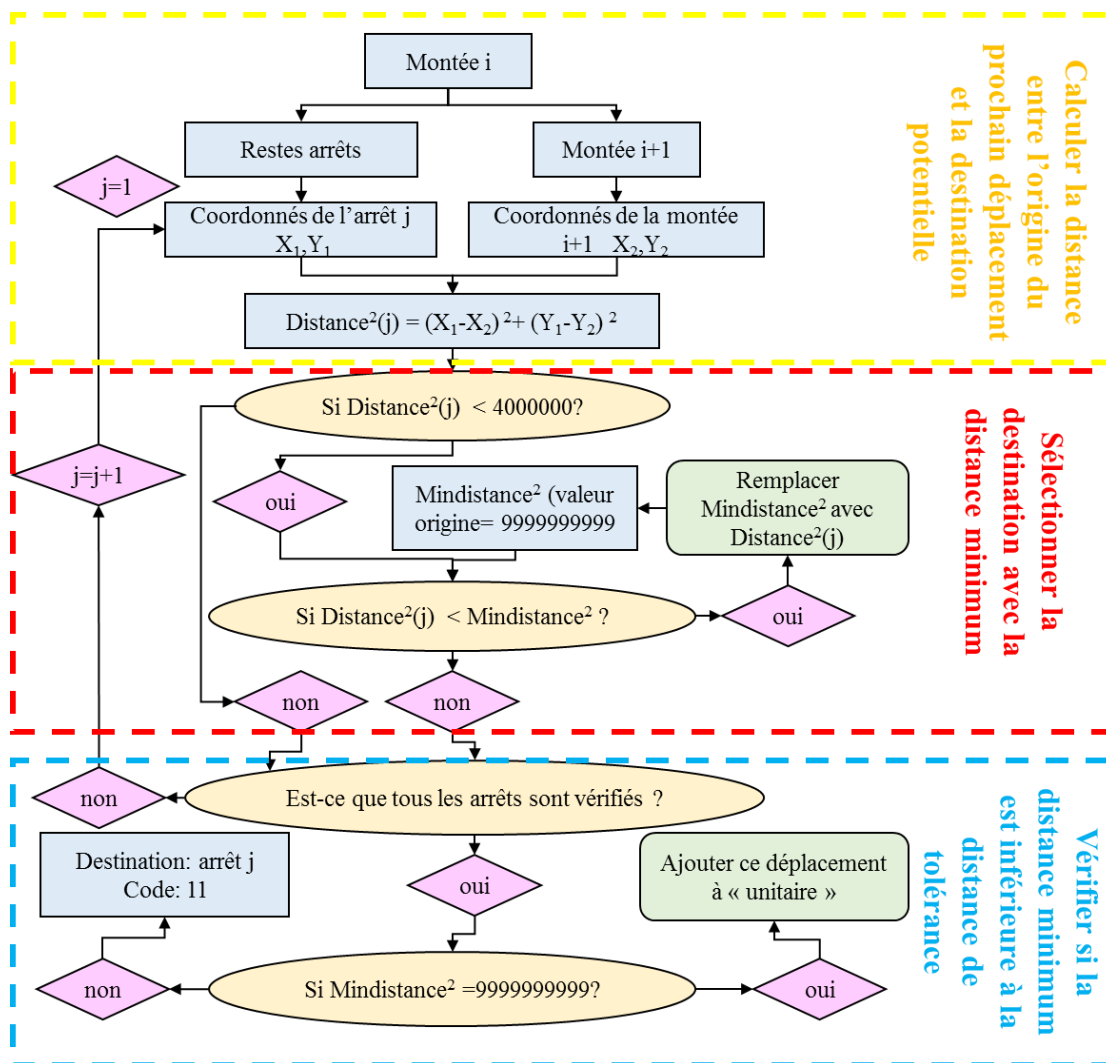 Montée i
Restes arrêts
Montée i+1
j=1
Coordonnés de l’arrêt j
X₁,Y₁
Coordonnés de la montée
i+1 X₂,Y₂
Distance²(j) = (X₁-X₂) ²+ (Y₁-Y₂) ²
Calculer la distance
entre l’origine du
prochain déplacement
et la destination
potentielle
Si Distance²(j) < 4000000?
j=j+1
oui
Mindistance² (valeur
origine= 9999999999
Remplacer
Mindistance² avec
Distance²(j)
Si Distance²(j) < Mindistance² ?
oui
non
non
Sélectionner la
destination avec la
distance minimum
non
Est-ce que tous les arrêts sont vérifiés ?
Destination: arrêt j
Code: 11
oui
Ajouter ce déplacement
à « unitaire »
non
Si Mindistance² =9999999999?
oui
Vérifier si la
distance minimum
est inférieure à la
distance de
tolérance